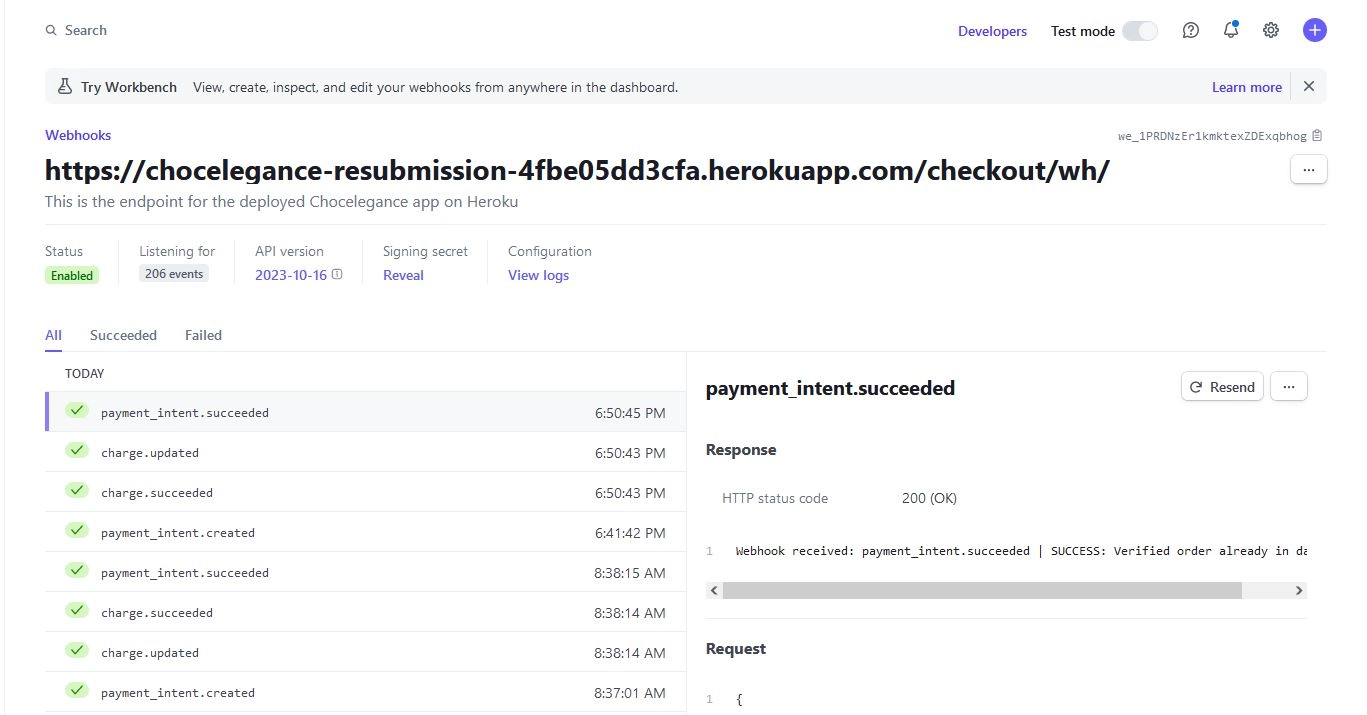 Search
Developers Test mode
Try Workbench View, create, inspect, and edit your webhooks from anywhere in the dashboard. Learn more
Webhooks
we_1PRDNzEr1kmktexZDExqbhog
https://chocelegance-resubmission-4fbe05dd3cfa.herokuapp.com/checkout/wh/
This is the endpoint for the deployed Chocelegance app on Heroku
Status Listening for API version Signing secret Configuration
Enabled 206 events 2023-10-16 Reveal View logs
All Succeeded Failed
TODAY
payment_intent.succeeded 6:50:45 PM
charge.updated 6:50:43 PM
charge.succeeded 6:50:43 PM
payment_intent.created 6:41:42 PM
payment_intent.succeeded 8:38:15 AM
charge.succeeded 8:38:14 AM
charge.updated 8:38:14 AM
payment_intent.created 8:37:01 AM
payment_intent.succeeded Resend
Response
HTTP status code 200 (OK)
1 Webhook received: payment_intent.succeeded | SUCCESS: Verified order already in da
Request
1 {